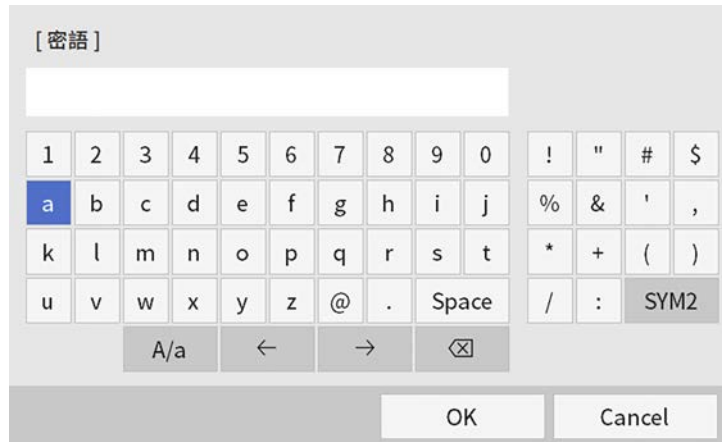 [密語]
1 2 3 4 5 6 7 8 9 0 ! " # $
a b c d e f g h i j % & ' ,
k l m n o p q r s t * + ( )
u v w x y z @ . Space / : SYM2
A/a ← → ⌫
OK Cancel